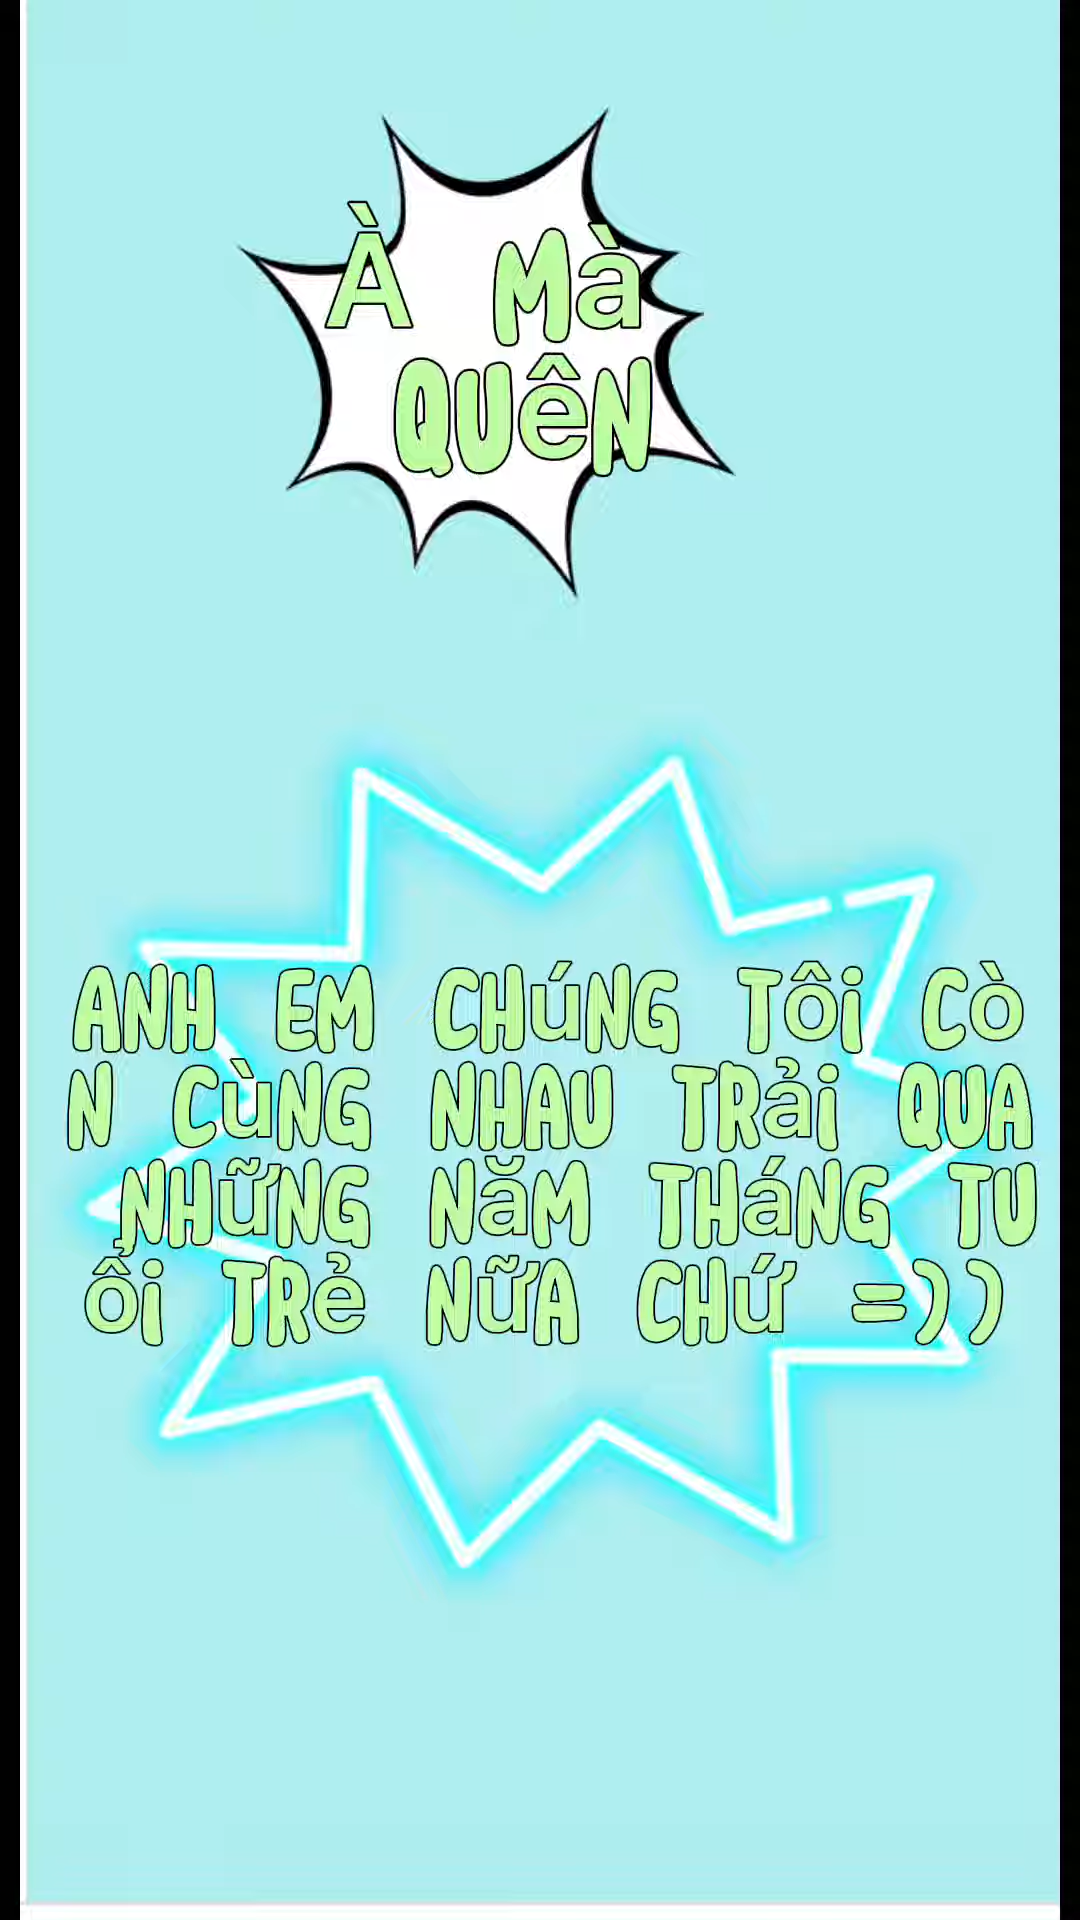 À Mà
QUêN
ANH EM CHúNG TÔi Cò
N CùNG NHAU TRải QUA
NHữNG NăM THáNG TU
ổi TRẻ NữA CHứ =))